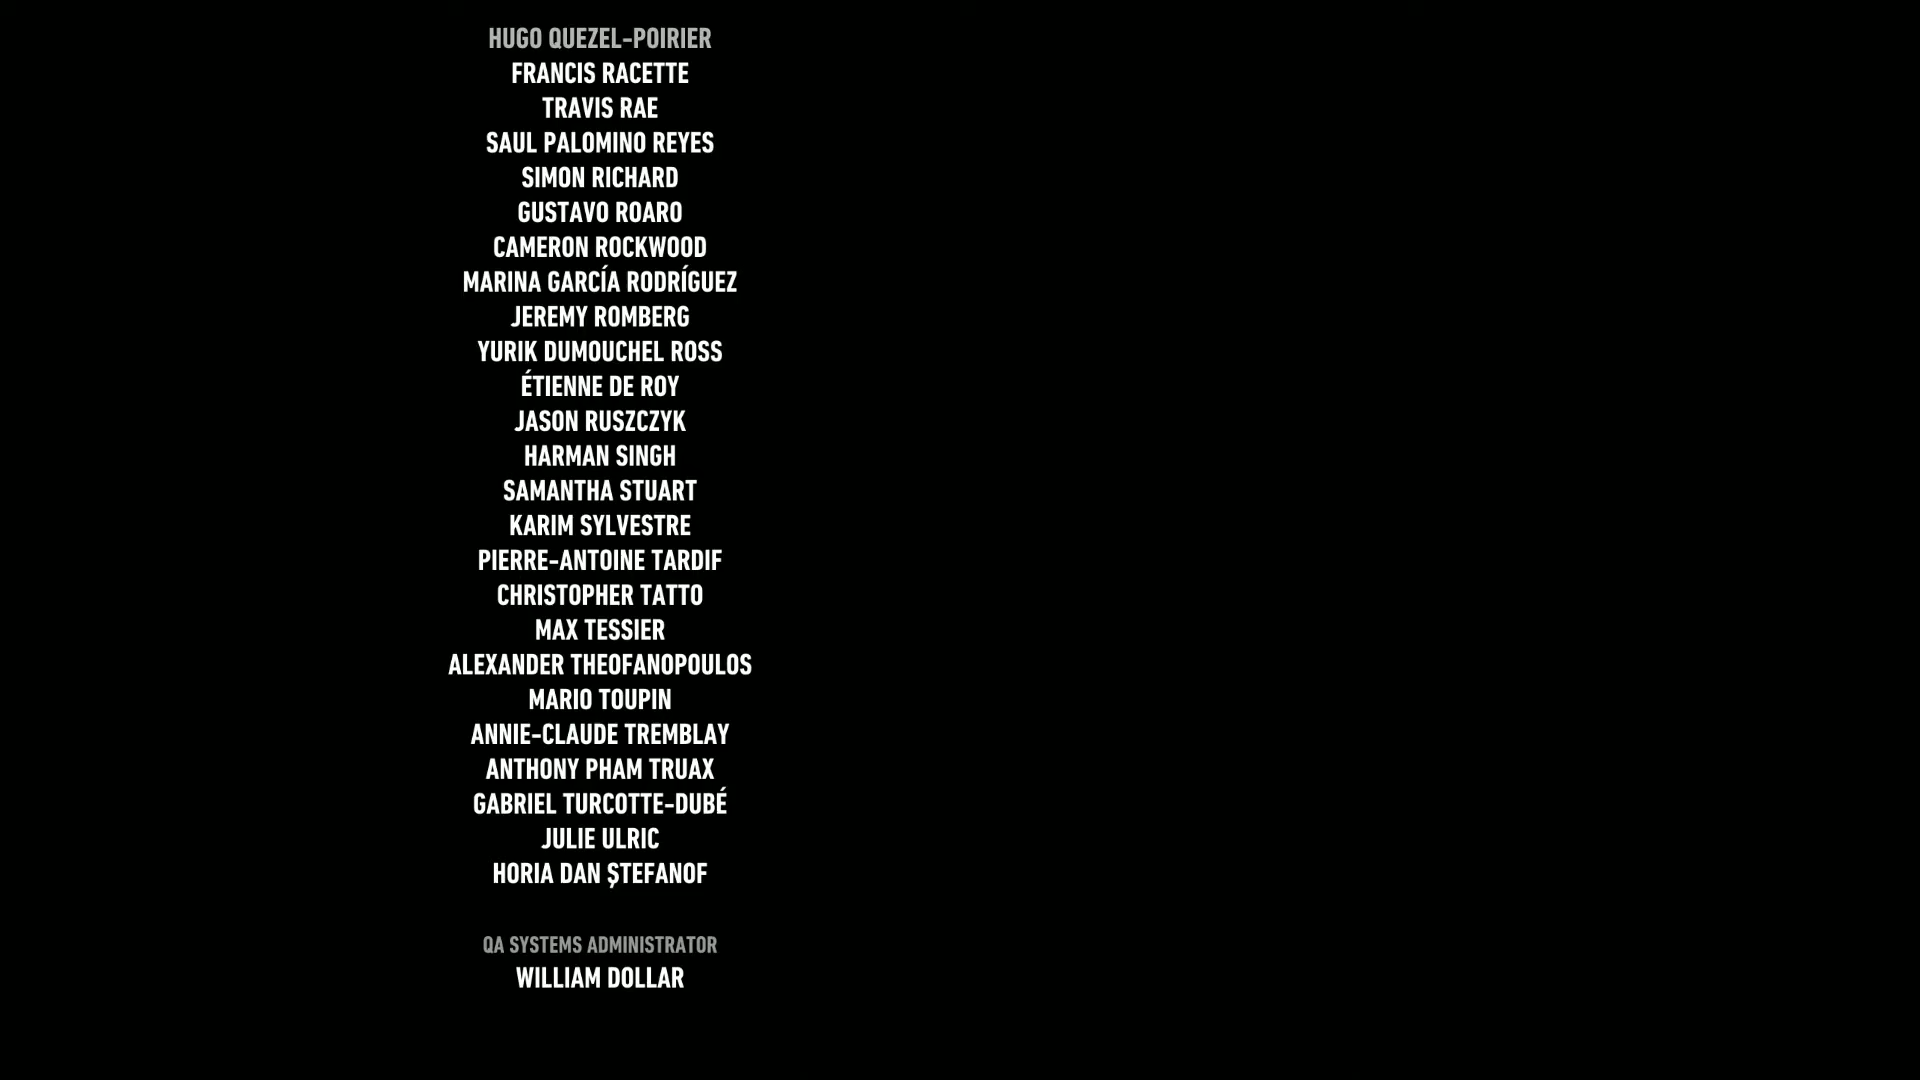 HUGO QUEZEL-POIRIER
FRANCIS RACETTE
TRAVIS RAE
SAUL PALOMINO REYES
SIMON RICHARD
GUSTAVO ROARO
CAMERON ROCKWOOD
MARINA GARCÍA RODRÍGUEZ
JEREMY ROMBERG
YURIK DUMOUCHEL ROSS
ÉTIENNE DE ROY
JASON RUSZCZYK
HARMAN SINGH
SAMANTHA STUART
KARIM SYLVESTRE
PIERRE-ANTOINE TARDIF
CHRISTOPHER TATTO
MAX TESSIER
ALEXANDER THEOFANOPOULOS
MARIO TOUPIN
ANNIE-CLAUDE TREMBLAY
ANTHONY PHAM TRUAX
GABRIEL TURCOTTE-DUBÉ
JULIE ULRIC
HORIA DAN ŞTEFANOF
QA SYSTEMS ADMINISTRATOR
WILLIAM DOLLAR